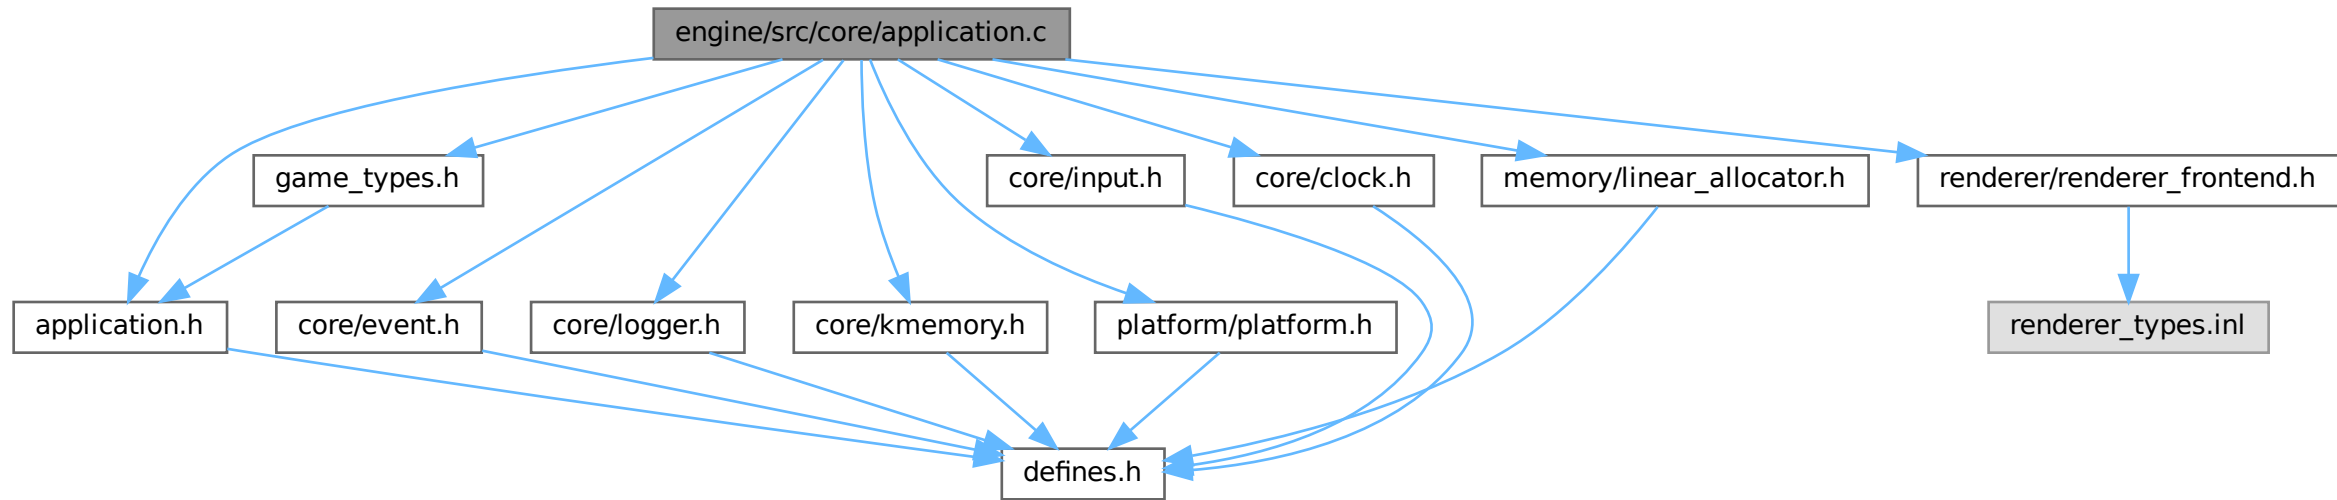 engine/src/core/application.c
game_types.h
core/input.h
core/clock.h
memory/linear_allocator.h
renderer/renderer_frontend.h
application.h
core/event.h
core/logger.h
core/kmemory.h
platform/platform.h
renderer_types.inl
defines.h